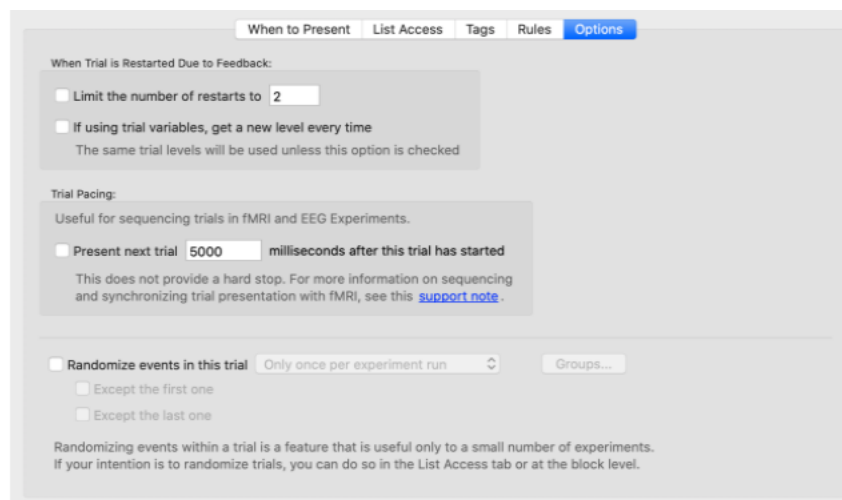 When to Present List Access Tags Rules Options
When Trial is Restarted Due to Feedback:
Limit the number of restarts to 2
If using trial variables, get a new level every time
The same trial levels will be used unless this option is checked
Trial Pacing:
Useful for sequencing trials in fMRI and EEG Experiments.
Present next trial 5000 milliseconds after this trial has started
This does not provide a hard stop. For more information on sequencing
and synchronizing trial presentation with fMRI, see this support note .
Randomize events in this trial Only once per experiment run Groups...
Except the first one
Except the last one
Randomizing events within a trial is a feature that is useful only to a small number of experiments.
If your intention is to randomize trials, you can do so in the List Access tab or at the block level.